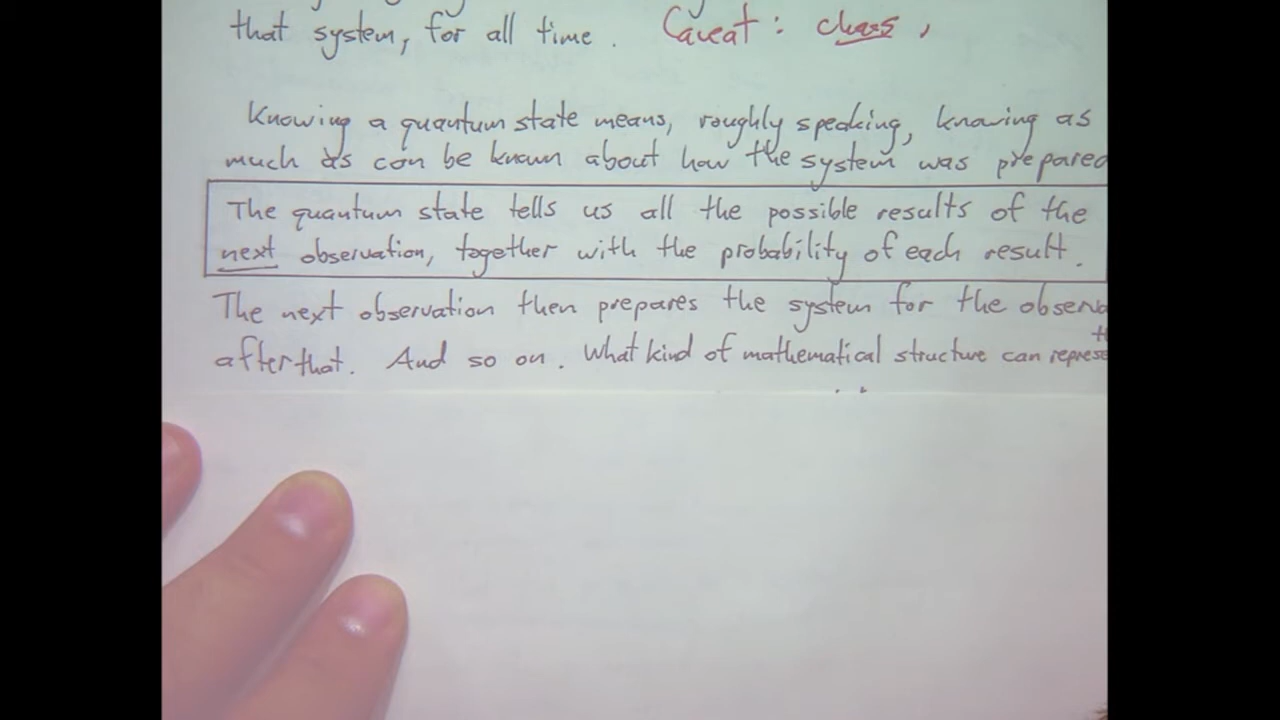 that system, for all time. Caveat: chaos,
Knowing a quantum state means, roughly speaking, knowing as
much as can be known about how the system was prepared
The quantum state tells us all the possible results of the
next observation, together with the probability of each result.
The next observation then prepares the system for the observa
after that. And so on. What kind of mathematical structure can represe